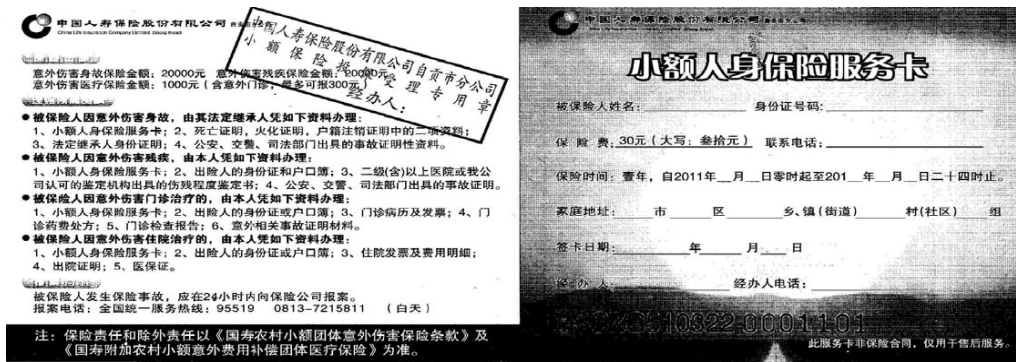 中国人寿保险股份有限公司
China Life Insurance Company Limited Zigong Branch
中国人寿保险股份有限公司自贡市分公司
小额保险报案受理专用章
经办人：
意外伤害身故保险金额：20000元 意外伤害残疾保险金额：20000元
意外伤害医疗保险金额：1000元（含意外门诊，最多可报300元）
●被保险人因意外伤害身故，由其法定继承人凭如下资料办理：
1、小额人身保险服务卡；2、死亡证明，火化证明，户籍注销证明中的二项资料；
3、法定继承人身份证明；4、公安、交警、司法部门出具的事故证明性资料。
●被保险人因意外伤害残疾，由本人凭如下资料办理：
1、小额人身保险服务卡；2、出险人的身份证和户口簿；3、二级(含)以上医院或我公
司认可的鉴定机构出具的伤残程度鉴定书；4、公安、交警、司法部门出具的事故证明。
●被保险人因意外伤害门诊治疗的，由本人凭如下资料办理：
1、小额人身保险服务卡；2、出险人的身份证或户口簿；3、门诊病历及发票；4、门
诊药费处方；5、门诊检查报告；6、意外相关事故证明材料。
●被保险人因意外伤害住院治疗的，由本人凭如下资料办理：
1、小额人身保险服务卡；2、出险人的身份证或户口簿；3、住院发票及费用明细；
4、出院证明；5、医保证。
被保险人发生保险事故，应在24小时内向保险公司报案。
报案电话：全国统一服务热线：95519 0813-7215811 （白天）
注：保险责任和除外责任以《国寿农村小额团体意外伤害保险条款》及
《国寿附加农村小额意外费用补偿团体医疗保险》为准。
中国人寿保险股份有限公司
小额人身保险服务卡
被保险人姓名： 身份证号码：
保险费：30元（大写：叁拾元） 联系电话：
保险时间：壹年，自2011年__月__日零时起至201__年__月__日二十四时止。
家庭地址： 市 区 乡、镇（街道） 村(社区) 组
签卡日期： 年 月 日
经办人： 经办人电话：
此服务卡非保险合同，仅用于售后服务。